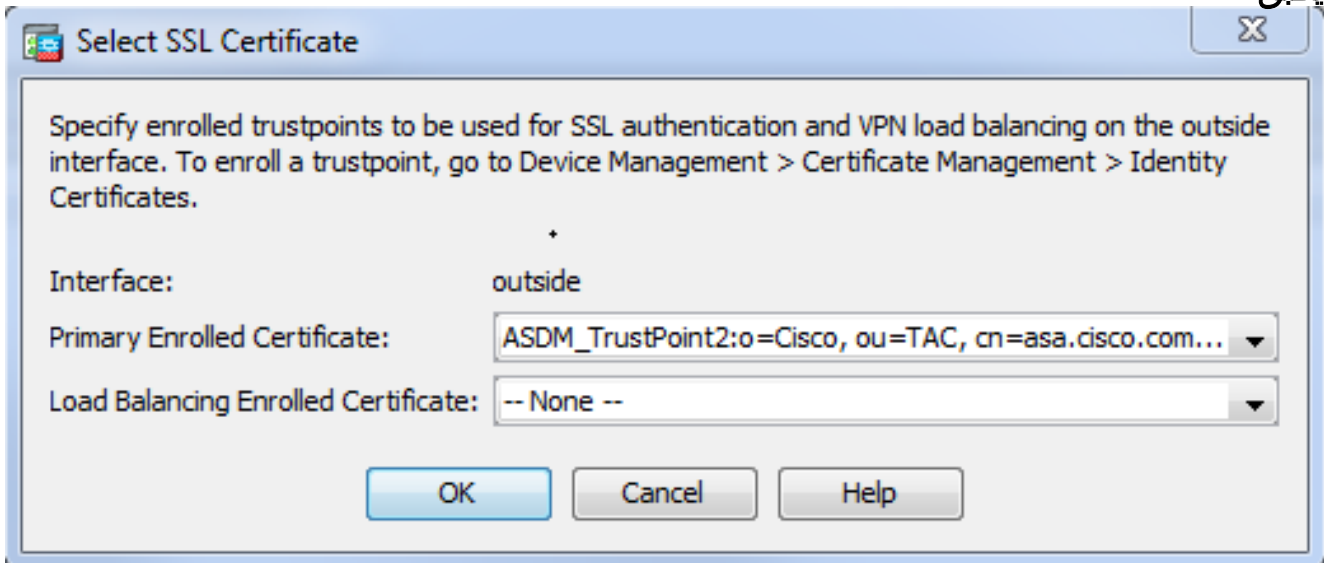 Select SSL Certificate
Specify enrolled trustpoints to be used for SSL authentication and VPN load balancing on the outside
interface. To enroll a trustpoint, go to Device Management > Certificate Management > Identity
Certificates.
Interface: outside
Primary Enrolled Certificate: ASDM_TrustPoint2:o=Cisco, ou=TAC, cn=asa.cisco.com...
Load Balancing Enrolled Certificate: -- None --
OK Cancel Help